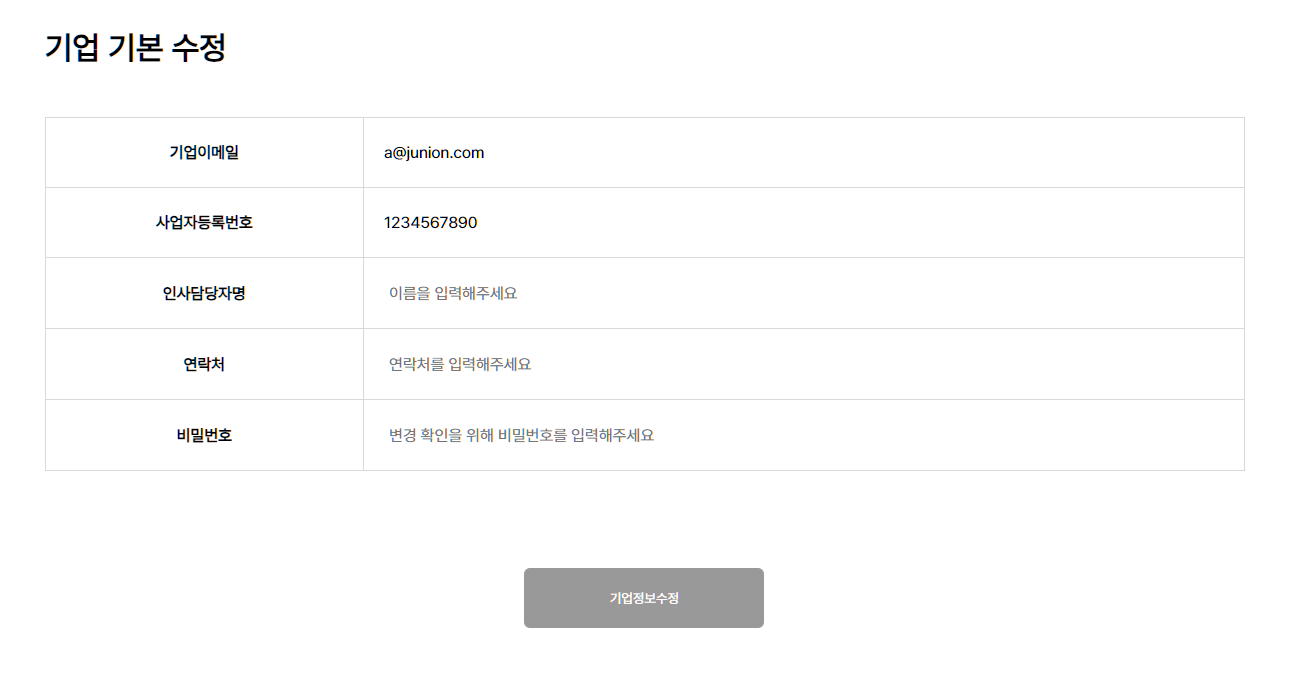 기업 기본 수정
기업이메일 a@junion.com
사업자등록번호 1234567890
인사담당자명 이름을 입력해주세요
연락처 연락처를 입력해주세요
비밀번호 변경 확인을 위해 비밀번호를 입력해주세요
기업정보수정